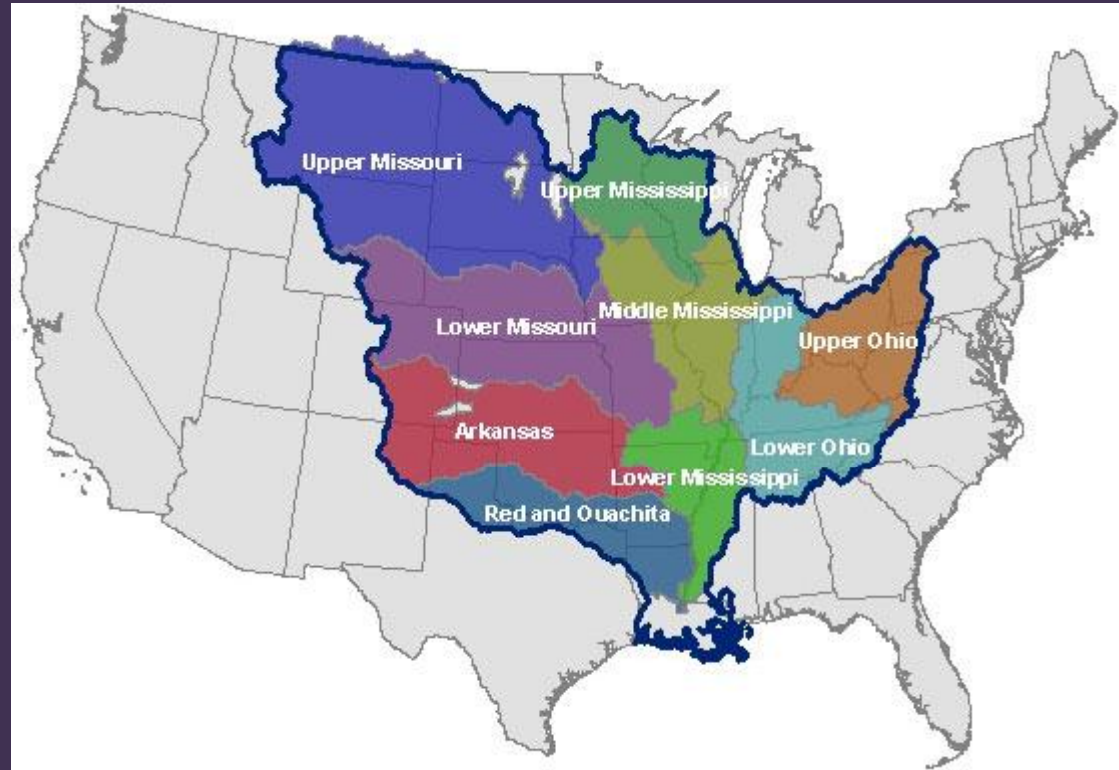 Upper Missouri
Upper Mississippi
Middle Mississippi
Lower Missouri
Upper Ohio
Arkansas
Lower Ohio
Lower Mississippi
Red and Ouachita